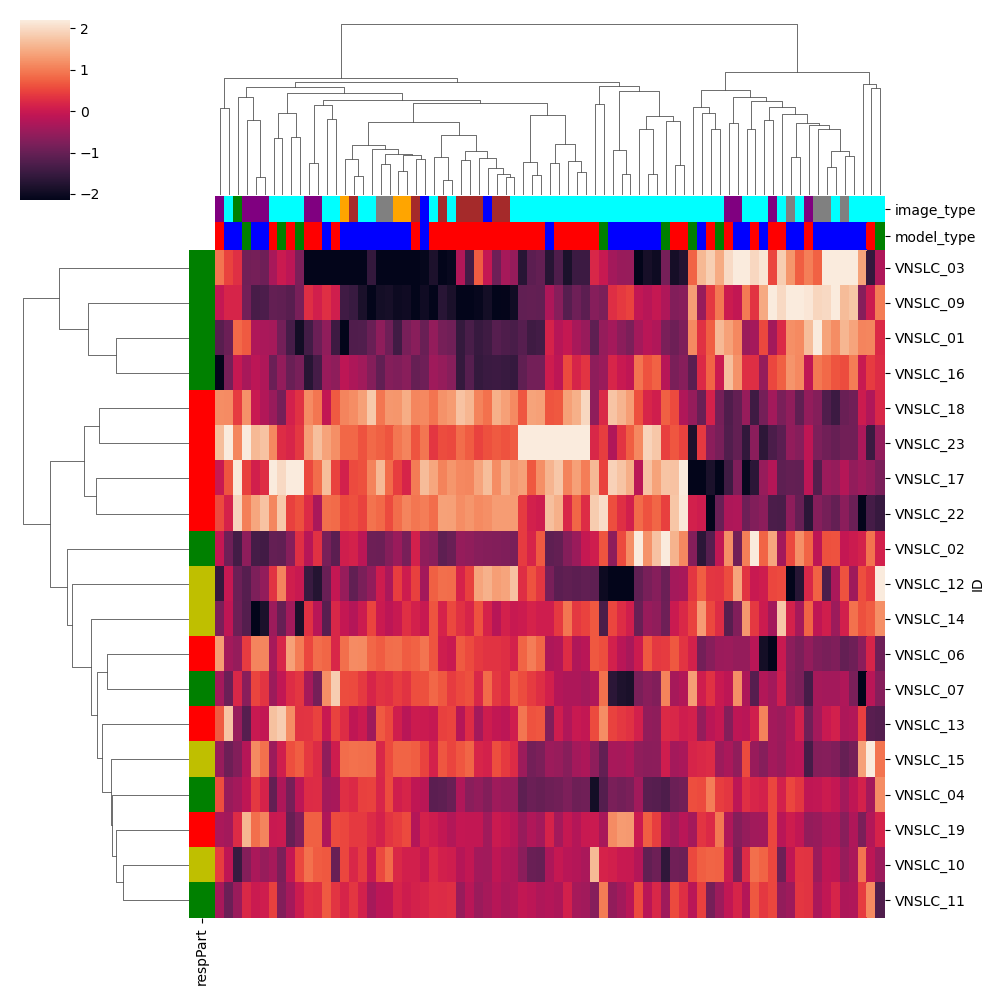 2
1
0
−1
−2
image_type
model_type
VNSLC_03
VNSLC_09
VNSLC_01
VNSLC_16
VNSLC_18
VNSLC_23
VNSLC_17
VNSLC_22
VNSLC_02
VNSLC_12
VNSLC_14
VNSLC_06
VNSLC_07
VNSLC_13
VNSLC_15
VNSLC_04
VNSLC_19
VNSLC_10
VNSLC_11
ID
respPart